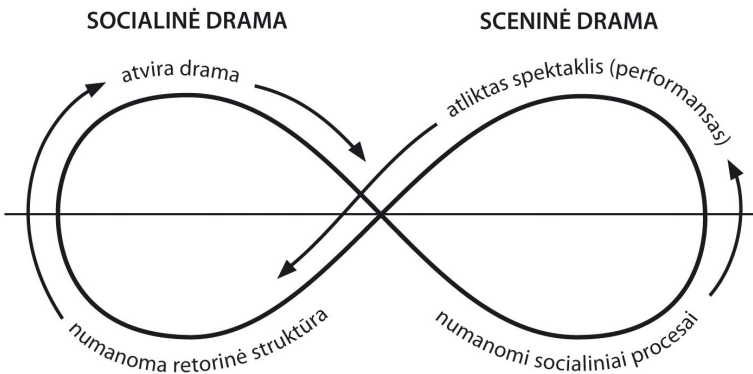 SOCIALINĖ DRAMA
SCENINĖ DRAMA
atvira drama
atliktas spektaklis (performansas)
numanoma retorinė struktūra
numanomi socialiniai procesai